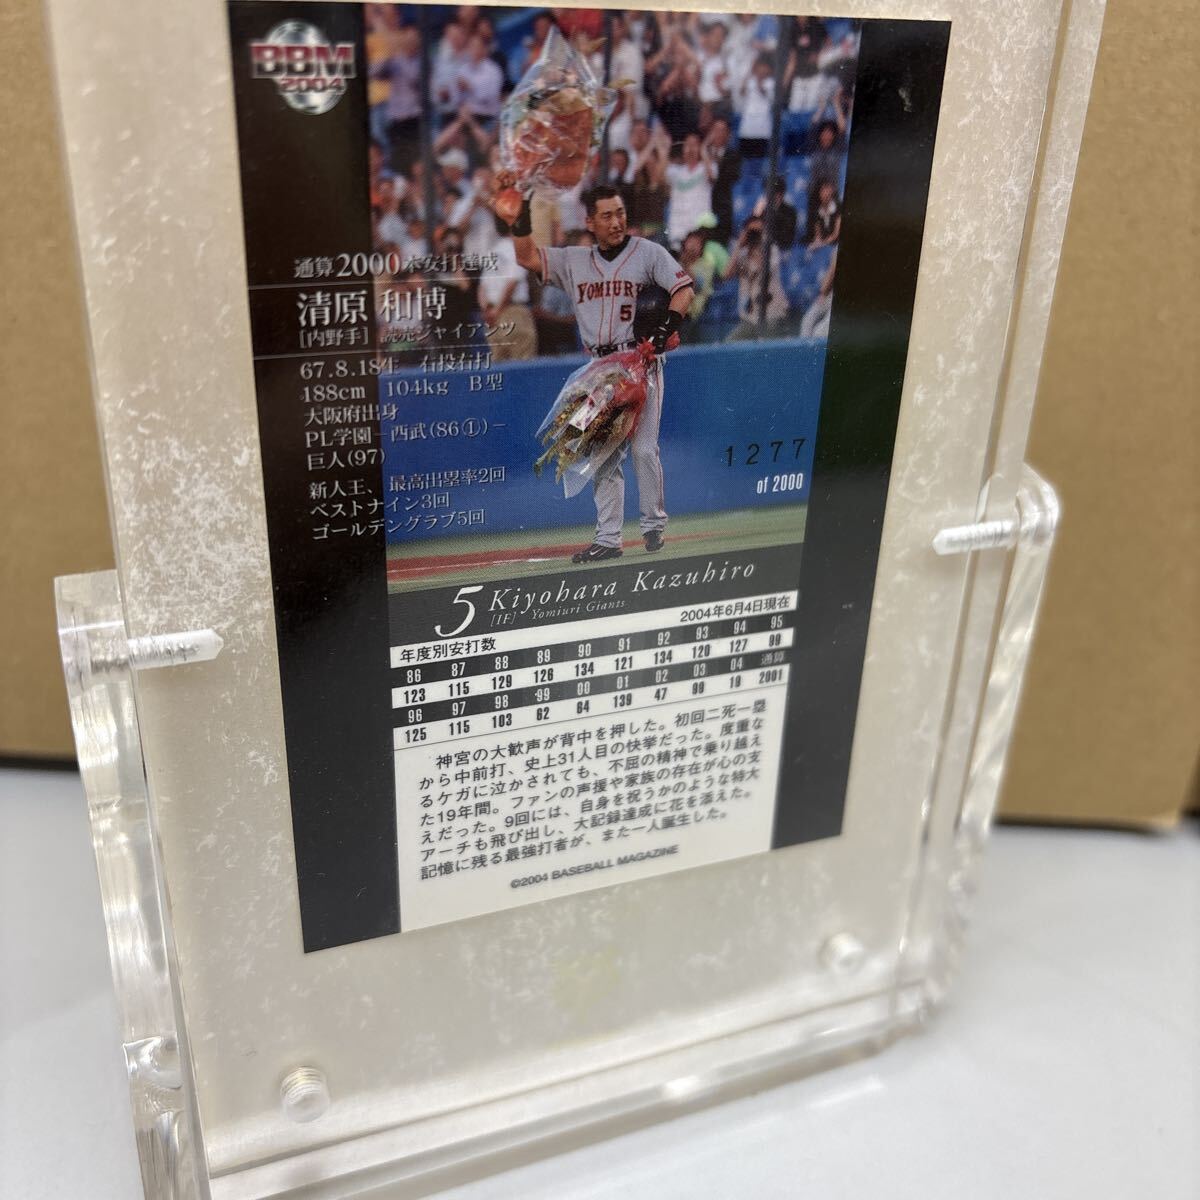 BBM
2004
通算2000本安打達成
清原 和博
[内野手] 読売ジャイアンツ
67.8.18生 右投右打
188cm 104kg B型
大阪府出身
PL学園－西武(86①)－
巨人(97)
新人王、最高出塁率2回
ベストナイン3回
ゴールデングラブ5回
YOMIURI
5
1277
of 2000
5 Kiyohara Kazuhiro
[IF] Yomiuri Giants
年度別安打数 2004年6月4日現在
86 87 88 89 90 91 92 93 94 95
123 115 129 126 134 121 134 120 127 99
96 97 98 99 00 01 02 03 04 通算
125 115 103 62 64 139 47 99 19 2001
神宮の大歓声が背中を押した。初回二死一塁
から中前打、史上31人目の快挙だった。度重な
るケガに泣かされても、不屈の精神で乗り越え
た19年間。ファンの声援や家族の存在が心の支
えだった。9回には、自身を祝うかのような特大
アーチも飛び出し、大記録達成に花を添えた。
記憶に残る最強打者が、また一人誕生した。
©2004 BASEBALL MAGAZINE